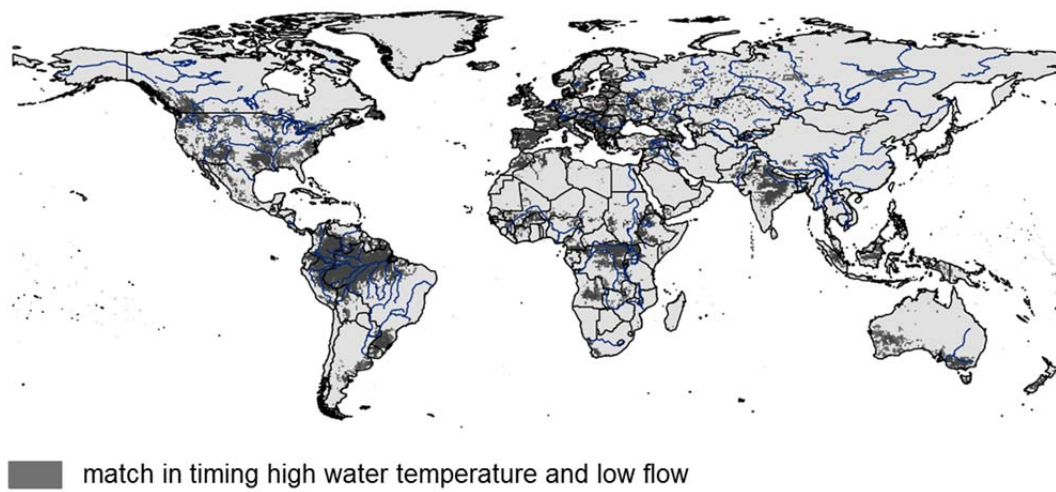 match in timing high water temperature and low flow